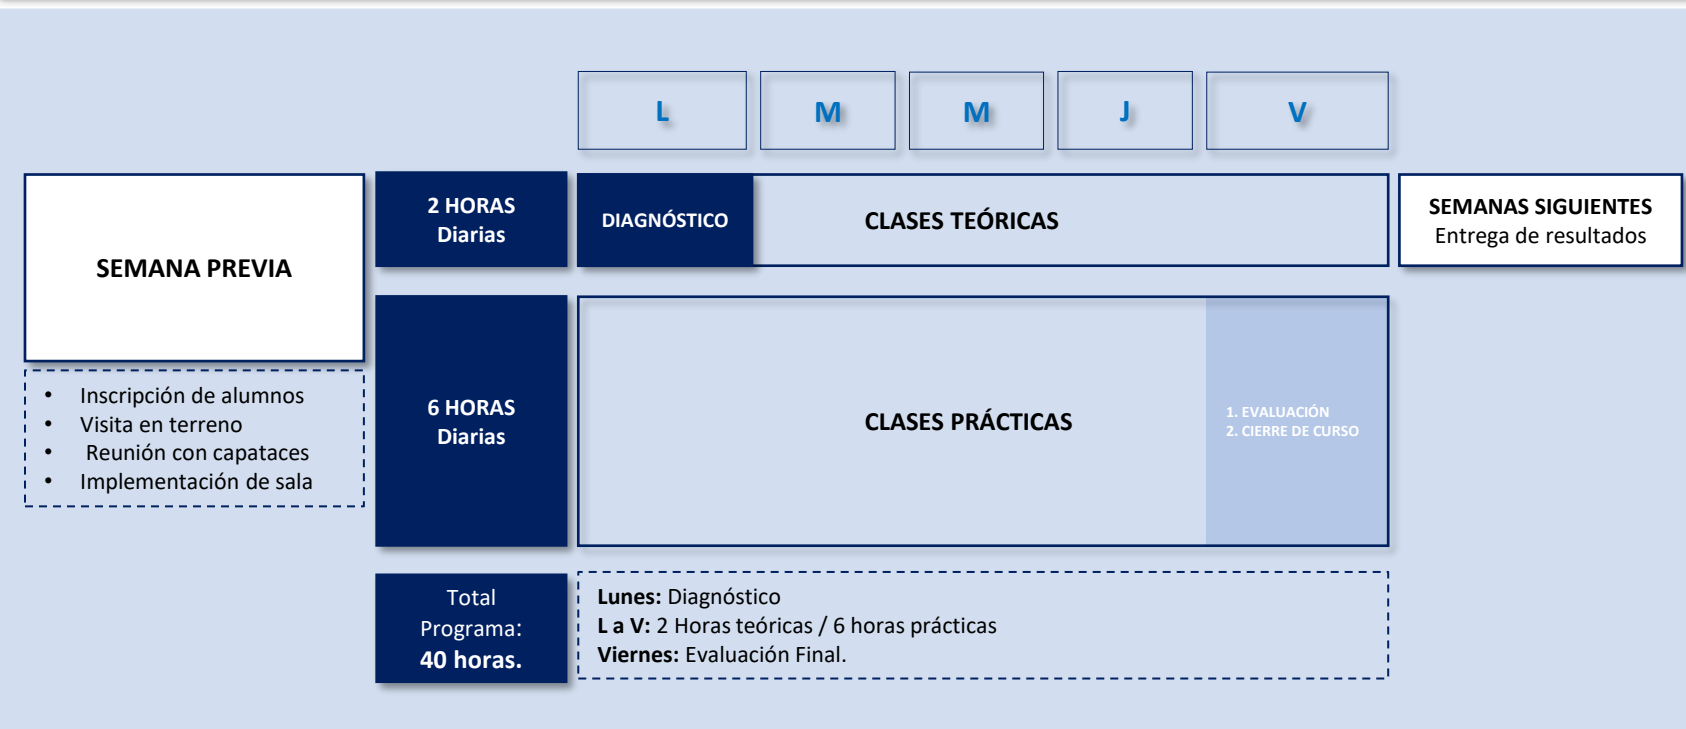 L
M
M
J
V
SEMANA PREVIA
• Inscripción de alumnos
• Visita en terreno
• Reunión con capataces
• Implementación de sala
2 HORAS
Diarias
DIAGNÓSTICO
CLASES TEÓRICAS
SEMANAS SIGUIENTES
Entrega de resultados
6 HORAS
Diarias
CLASES PRÁCTICAS
1. EVALUACIÓN
2. CIERRE DE CURSO
Total
Programa:
40 horas.
Lunes: Diagnóstico
L a V: 2 Horas teóricas / 6 horas prácticas
Viernes: Evaluación Final.